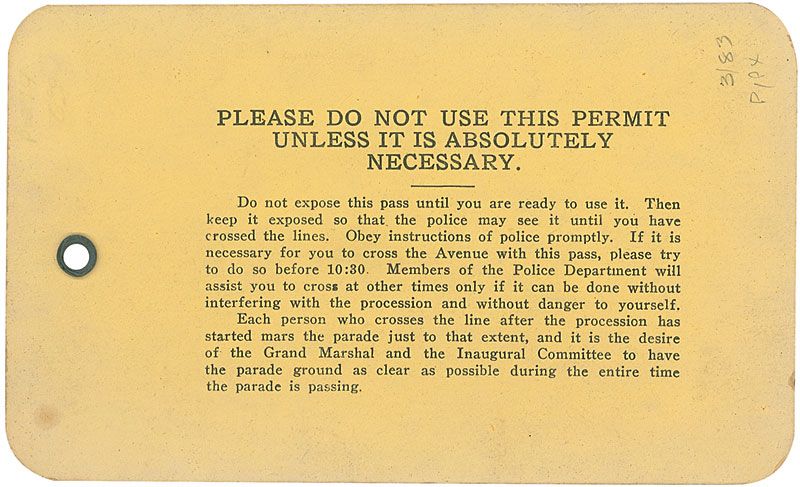 PLEASE DO NOT USE THIS PERMIT
UNLESS IT IS ABSOLUTELY
NECESSARY.
Do not expose this pass until you are ready to use it. Then
keep it exposed so that the police may see it until you have
crossed the lines. Obey instructions of police promptly. If it is
necessary for you to cross the Avenue with this pass, please try
to do so before 10:30. Members of the Police Department will
assist you to cross at other times only if it can be done without
interfering with the procession and without danger to yourself.
Each person who crosses the line after the procession has
started mars the parade just to that extent, and it is the desire
of the Grand Marshal and the Inaugural Committee to have
the parade ground as clear as possible during the entire time
the parade is passing.
3/83